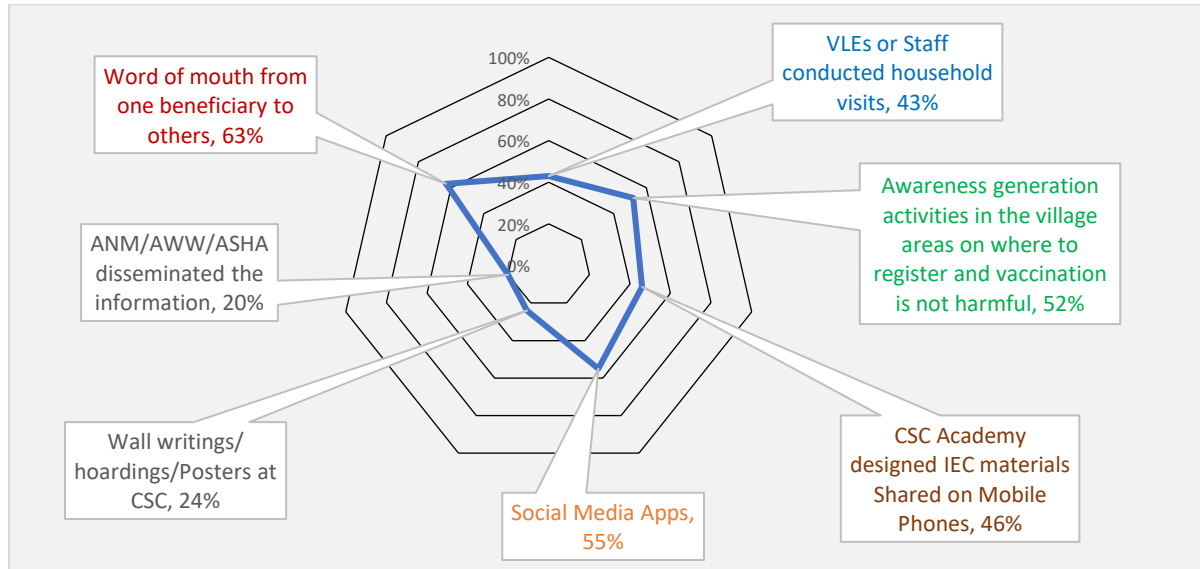 100%
80%
60%
40%
20%
0%
VLEs or Staff
conducted household
visits, 43%
Awareness generation
activities in the village
areas on where to
register and vaccination
is not harmful, 52%
CSC Academy
designed IEC materials
Shared on Mobile
Phones, 46%
Social Media Apps,
55%
Wall writings/
hoardings/Posters at
CSC, 24%
ANM/AWW/ASHA
disseminated the
information, 20%
Word of mouth from
one beneficiary to
others, 63%